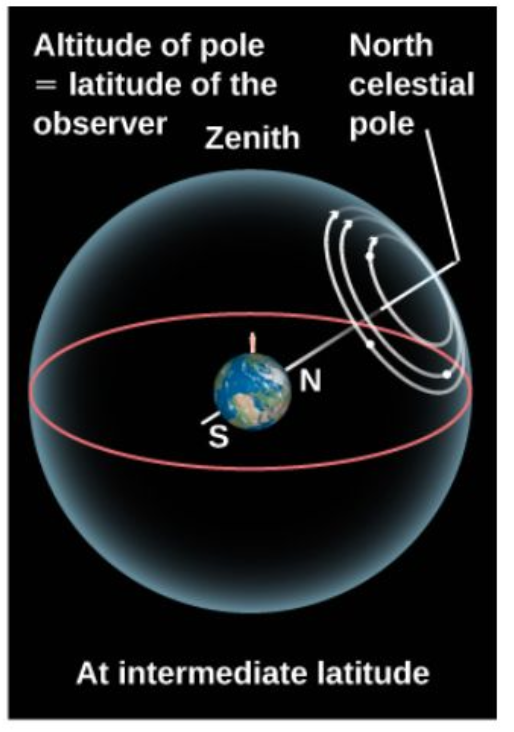 Altitude of pole
= latitude of the
observer
North
celestial
pole
Zenith
N
S
At intermediate latitude